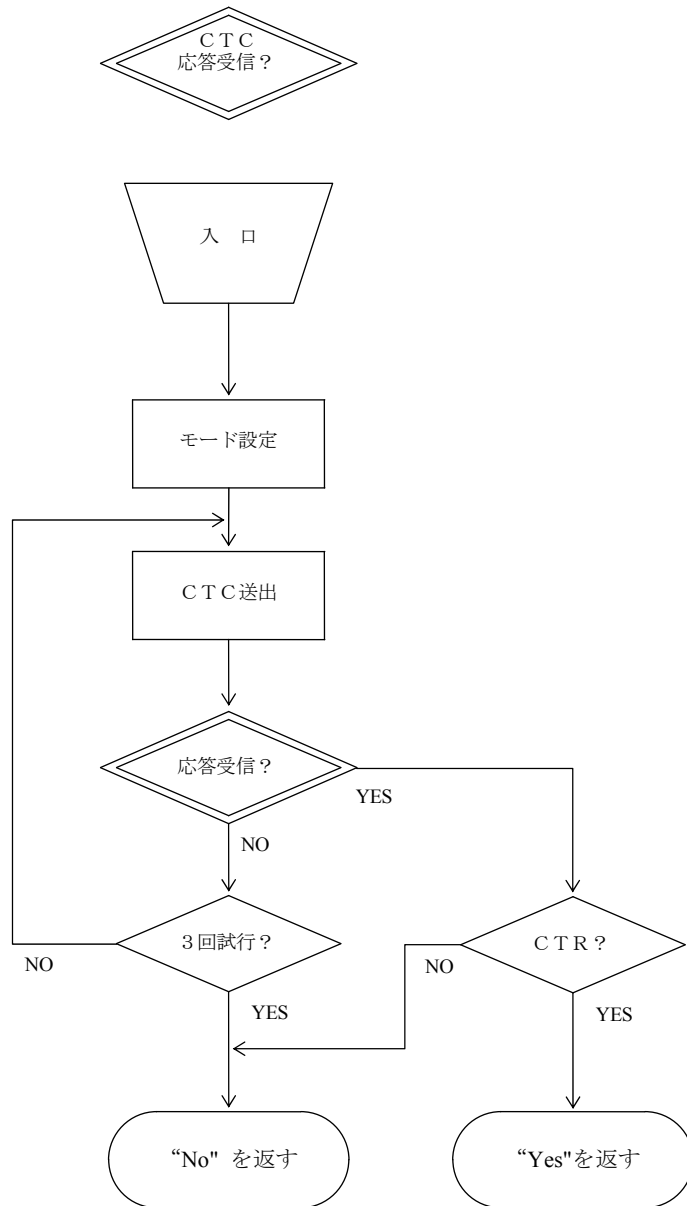 ＣＴＣ
応答受信？
入　口
モード設定
ＣＴＣ送出
応答受信？
YES
NO
３回試行？
ＣＴＲ？
NO
NO
YES
YES
“No" を返す
“Yes"を返す